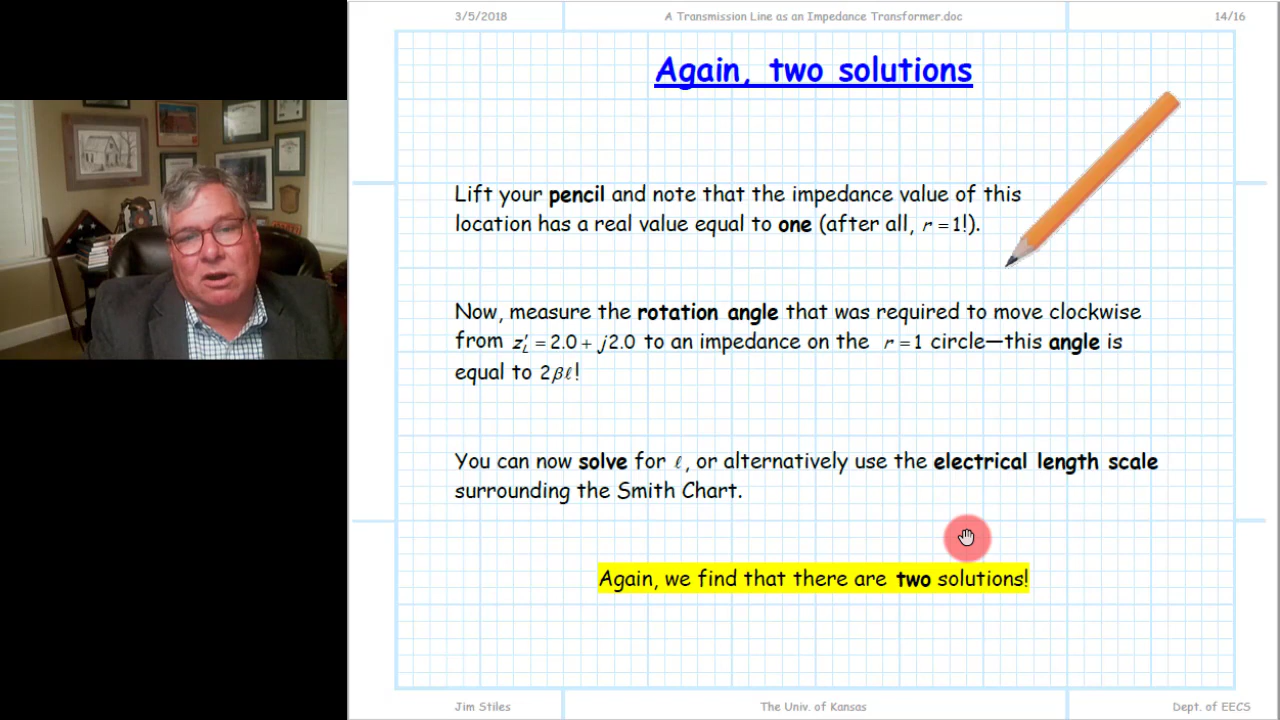 3/5/2018 A Transmission Line as an Impedance Transformer.doc 14/16
Again, two solutions
Lift your pencil and note that the impedance value of this
location has a real value equal to one (after all, r = 1!).
Now, measure the rotation angle that was required to move clockwise
from z′_L = 2.0 + j2.0 to an impedance on the r = 1 circle—this angle is
equal to 2βℓ!
You can now solve for ℓ, or alternatively use the electrical length scale
surrounding the Smith Chart.
Again, we find that there are two solutions!
Jim Stiles The Univ. of Kansas Dept. of EECS